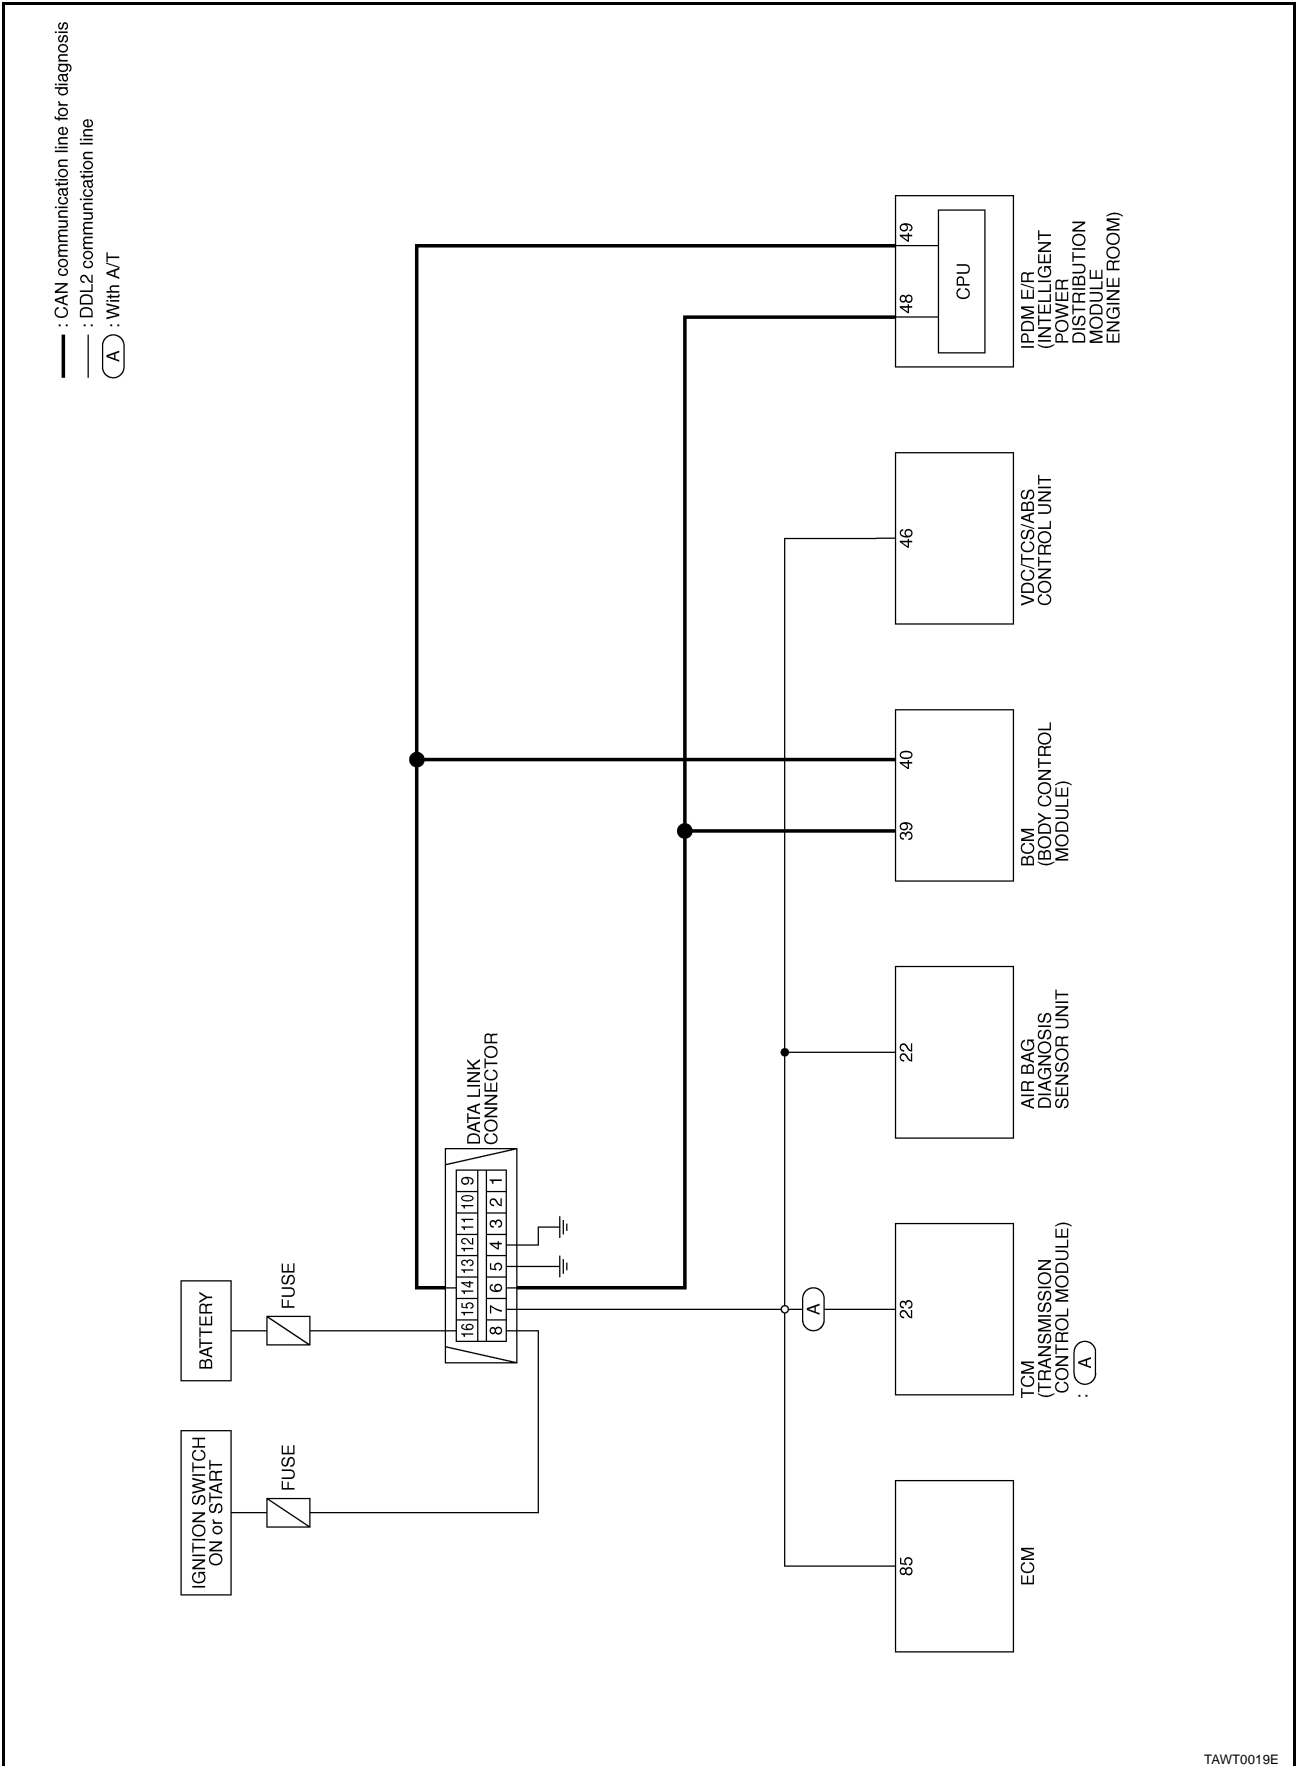 : CAN communication line for diagnosis
: DDL2 communication line
A : With A/T
IGNITION SWITCH
ON or START
BATTERY
FUSE
FUSE
DATA LINK
CONNECTOR
16 15 14 13 12 11 10 9
8 7 6 5 4 3 2 1
A
85
ECM
23
TCM
(TRANSMISSION
CONTROL MODULE)
: A
22
AIR BAG
DIAGNOSIS
SENSOR UNIT
39 40
BCM
(BODY CONTROL
MODULE)
46
VDC/TCS/ABS
CONTROL UNIT
48 49
CPU
IPDM E/R
(INTELLIGENT
POWER
DISTRIBUTION
MODULE
ENGINE ROOM)
TAWT0019E